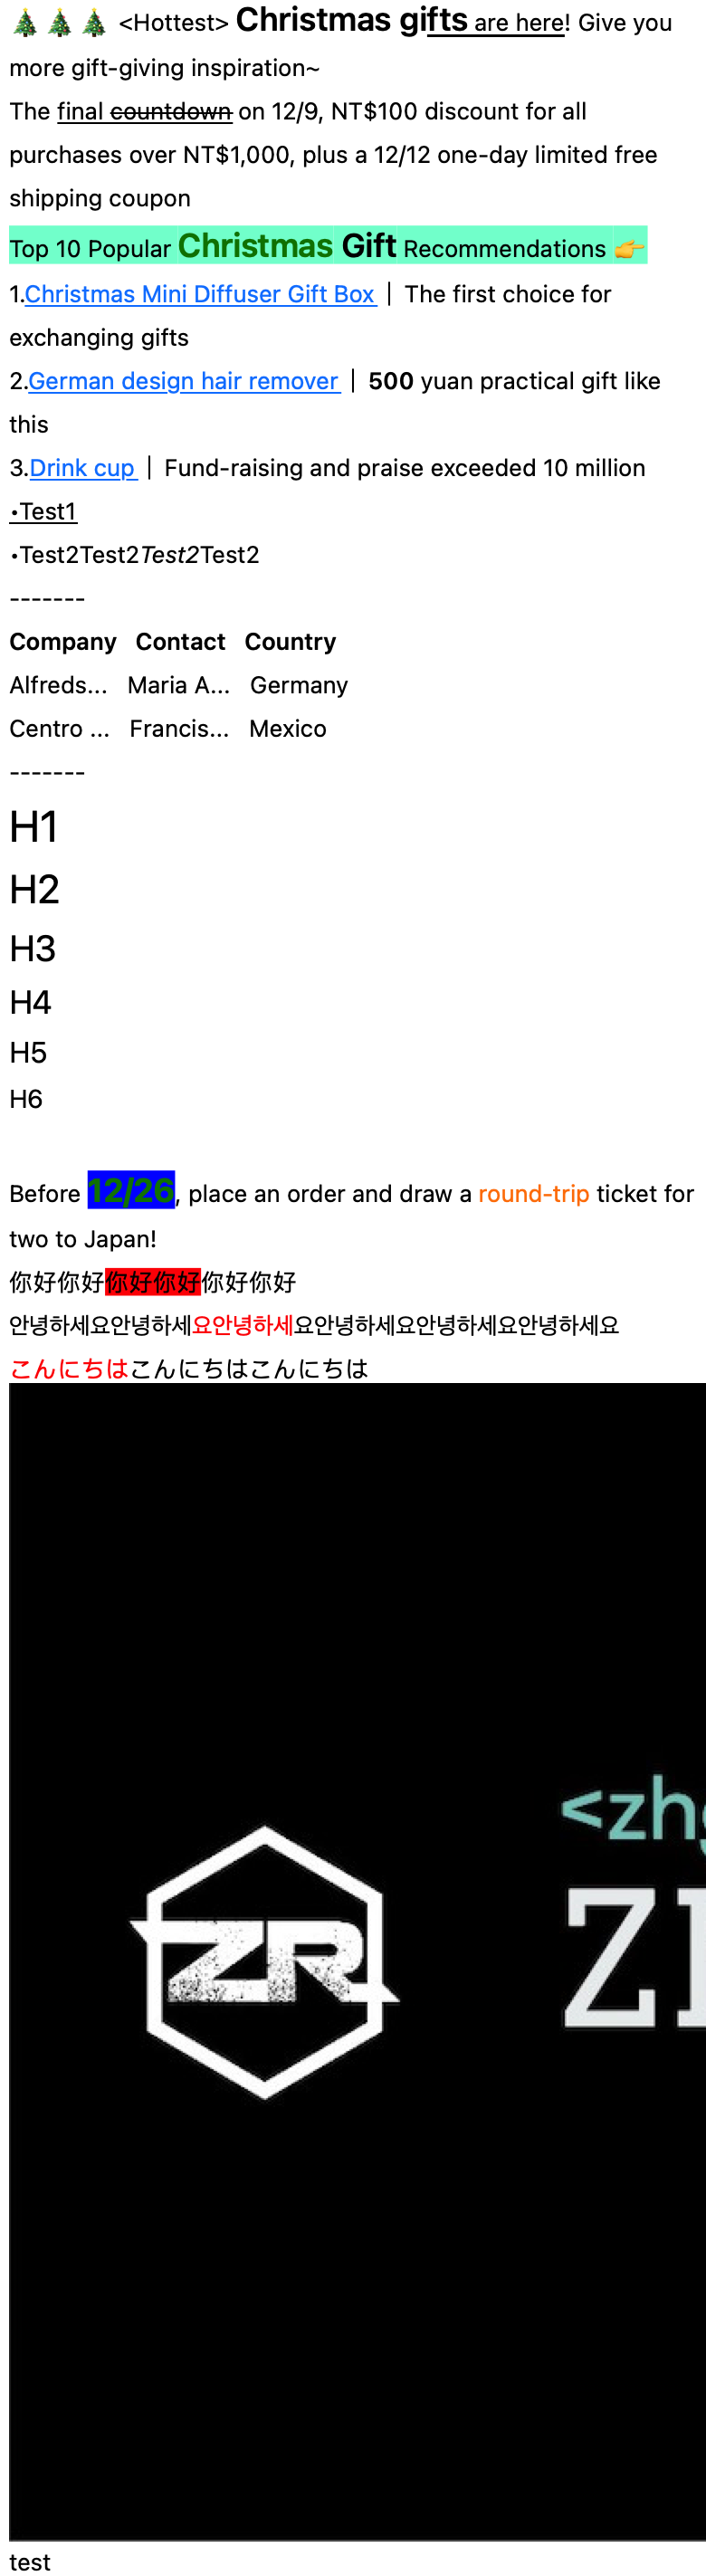 🎄🎄🎄 <Hottest> Christmas gifts are here! Give you
more gift-giving inspiration~
The final countdown on 12/9, NT$100 discount for all
purchases over NT$1,000, plus a 12/12 one-day limited free
shipping coupon
Top 10 Popular Christmas Gift Recommendations 👉
1.Christmas Mini Diffuser Gift Box ｜ The first choice for
exchanging gifts
2.German design hair remover ｜ 500 yuan practical gift like
this
3.Drink cup ｜ Fund-raising and praise exceeded 10 million
•Test1
•Test2Test2Test2Test2
-------
Company Contact Country
Alfreds... Maria A... Germany
Centro ... Francis... Mexico
-------
H1
H2
H3
H4
H5
H6
Before 12/26, place an order and draw a round-trip ticket for
two to Japan!
你好你好你好你好你好你好
안녕하세요안녕하세요안녕하세요안녕하세요안녕하세요안녕하세요
こんにちはこんにちはこんにちは
<zh
ZR
Z
test